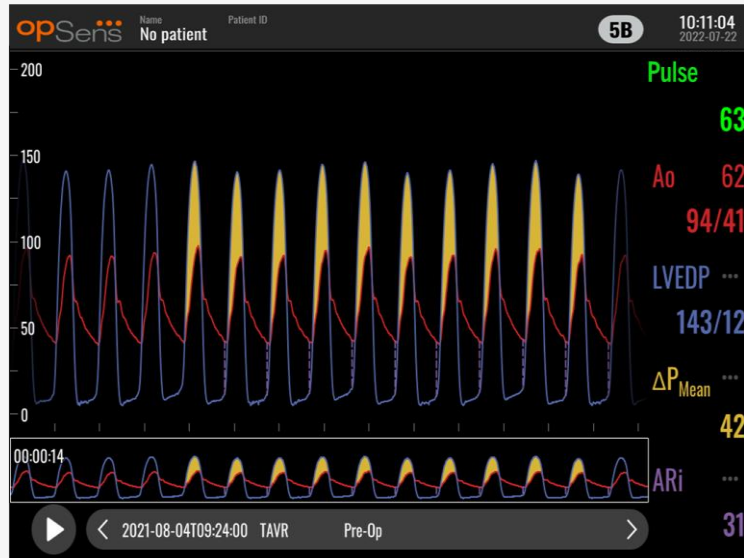 opSens
Name
No patient
Patient ID
5B
10:11:04
2022-07-22
200
150
100
50
0
Pulse
63
Ao 62
94/41
LVEDP ---
143/12
ΔPMean ---
42
ARi ---
31
00:00:14
2021-08-04T09:24:00 TAVR Pre-Op